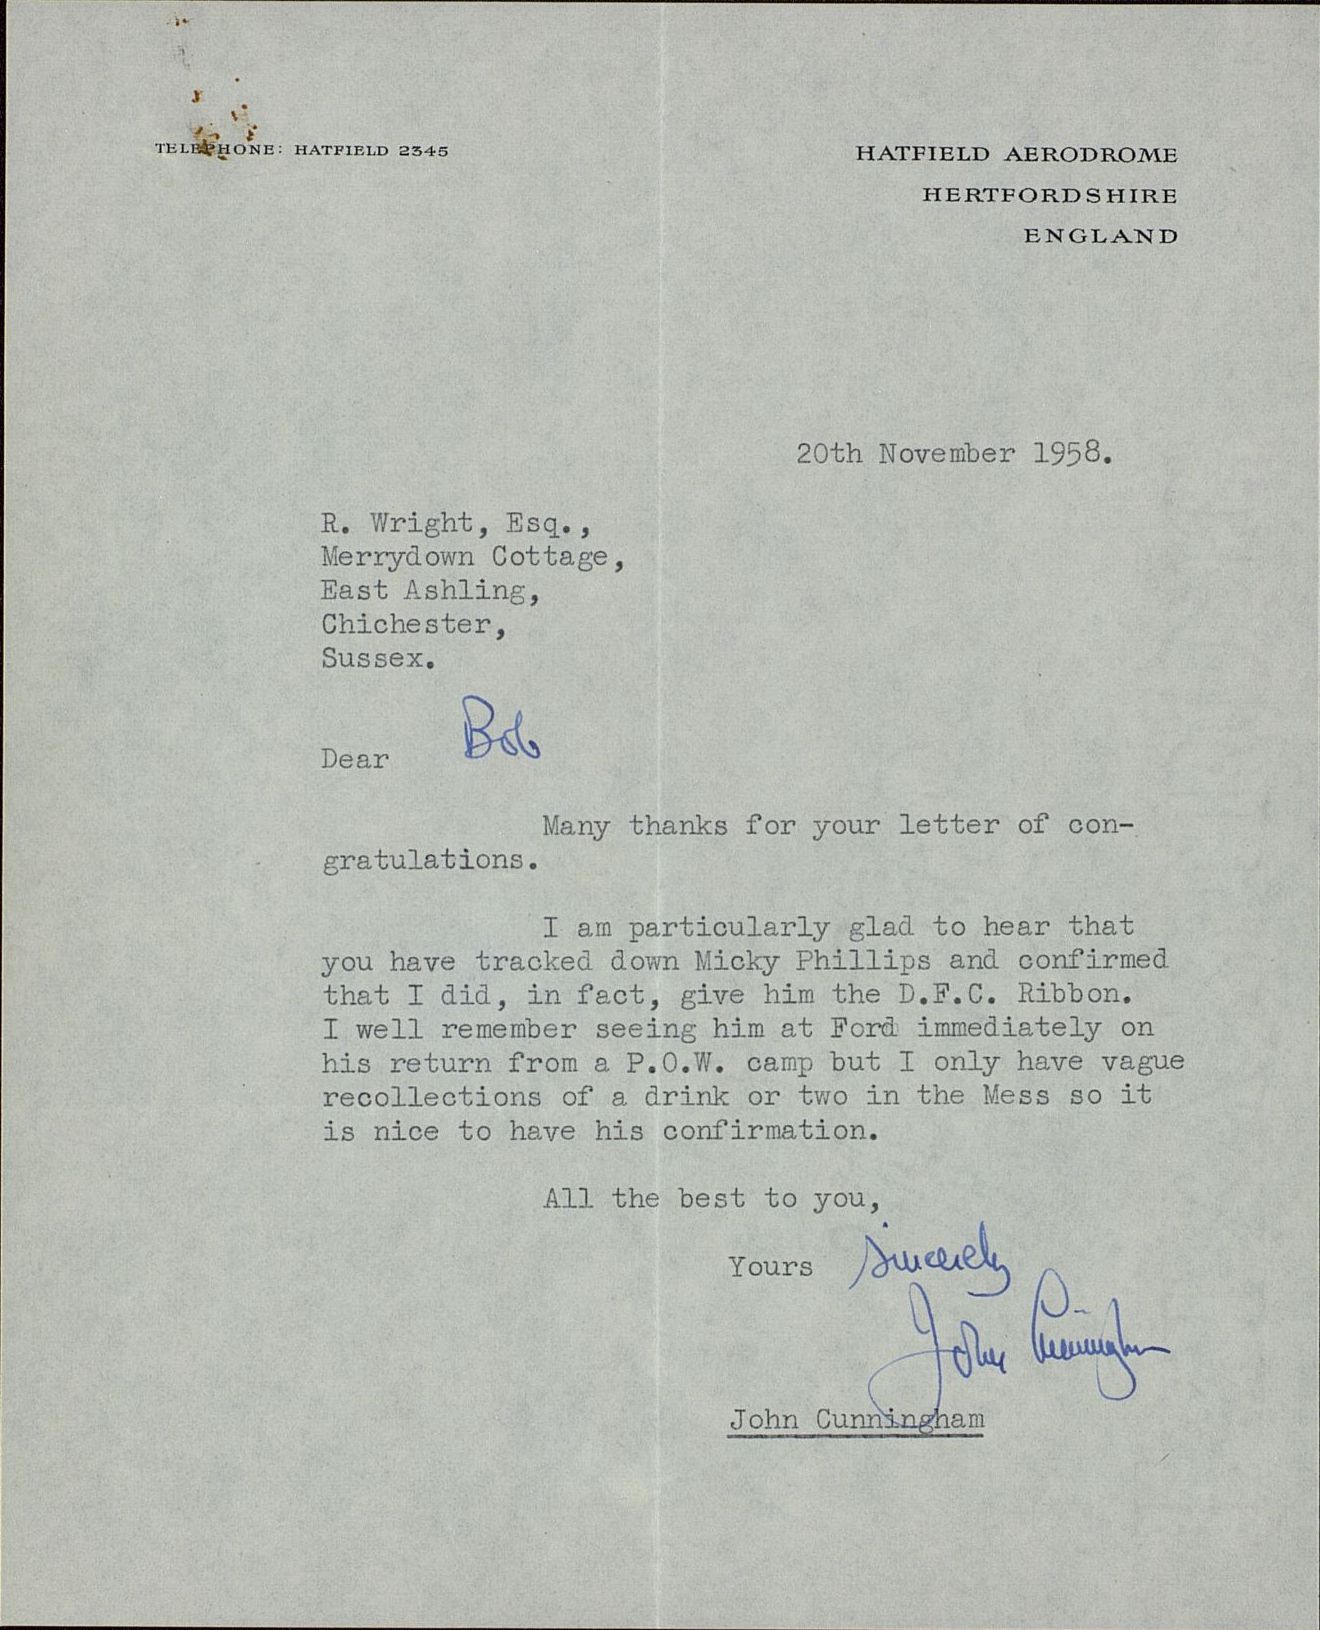 TELEPHONE: HATFIELD 2345
HATFIELD AERODROME
HERTFORDSHIRE
ENGLAND
20th November 1958.
R. Wright, Esq.,
Merrydown Cottage,
East Ashling,
Chichester,
Sussex.
Dear Bob
Many thanks for your letter of con-
gratulations.
I am particularly glad to hear that
you have tracked down Micky Phillips and confirmed
that I did, in fact, give him the D.F.C. Ribbon.
I well remember seeing him at Ford immediately on
his return from a P.O.W. camp but I only have vague
recollections of a drink or two in the Mess so it
is nice to have his confirmation.
All the best to you,
Yours sincerely
John Cunningham
John Cunningham